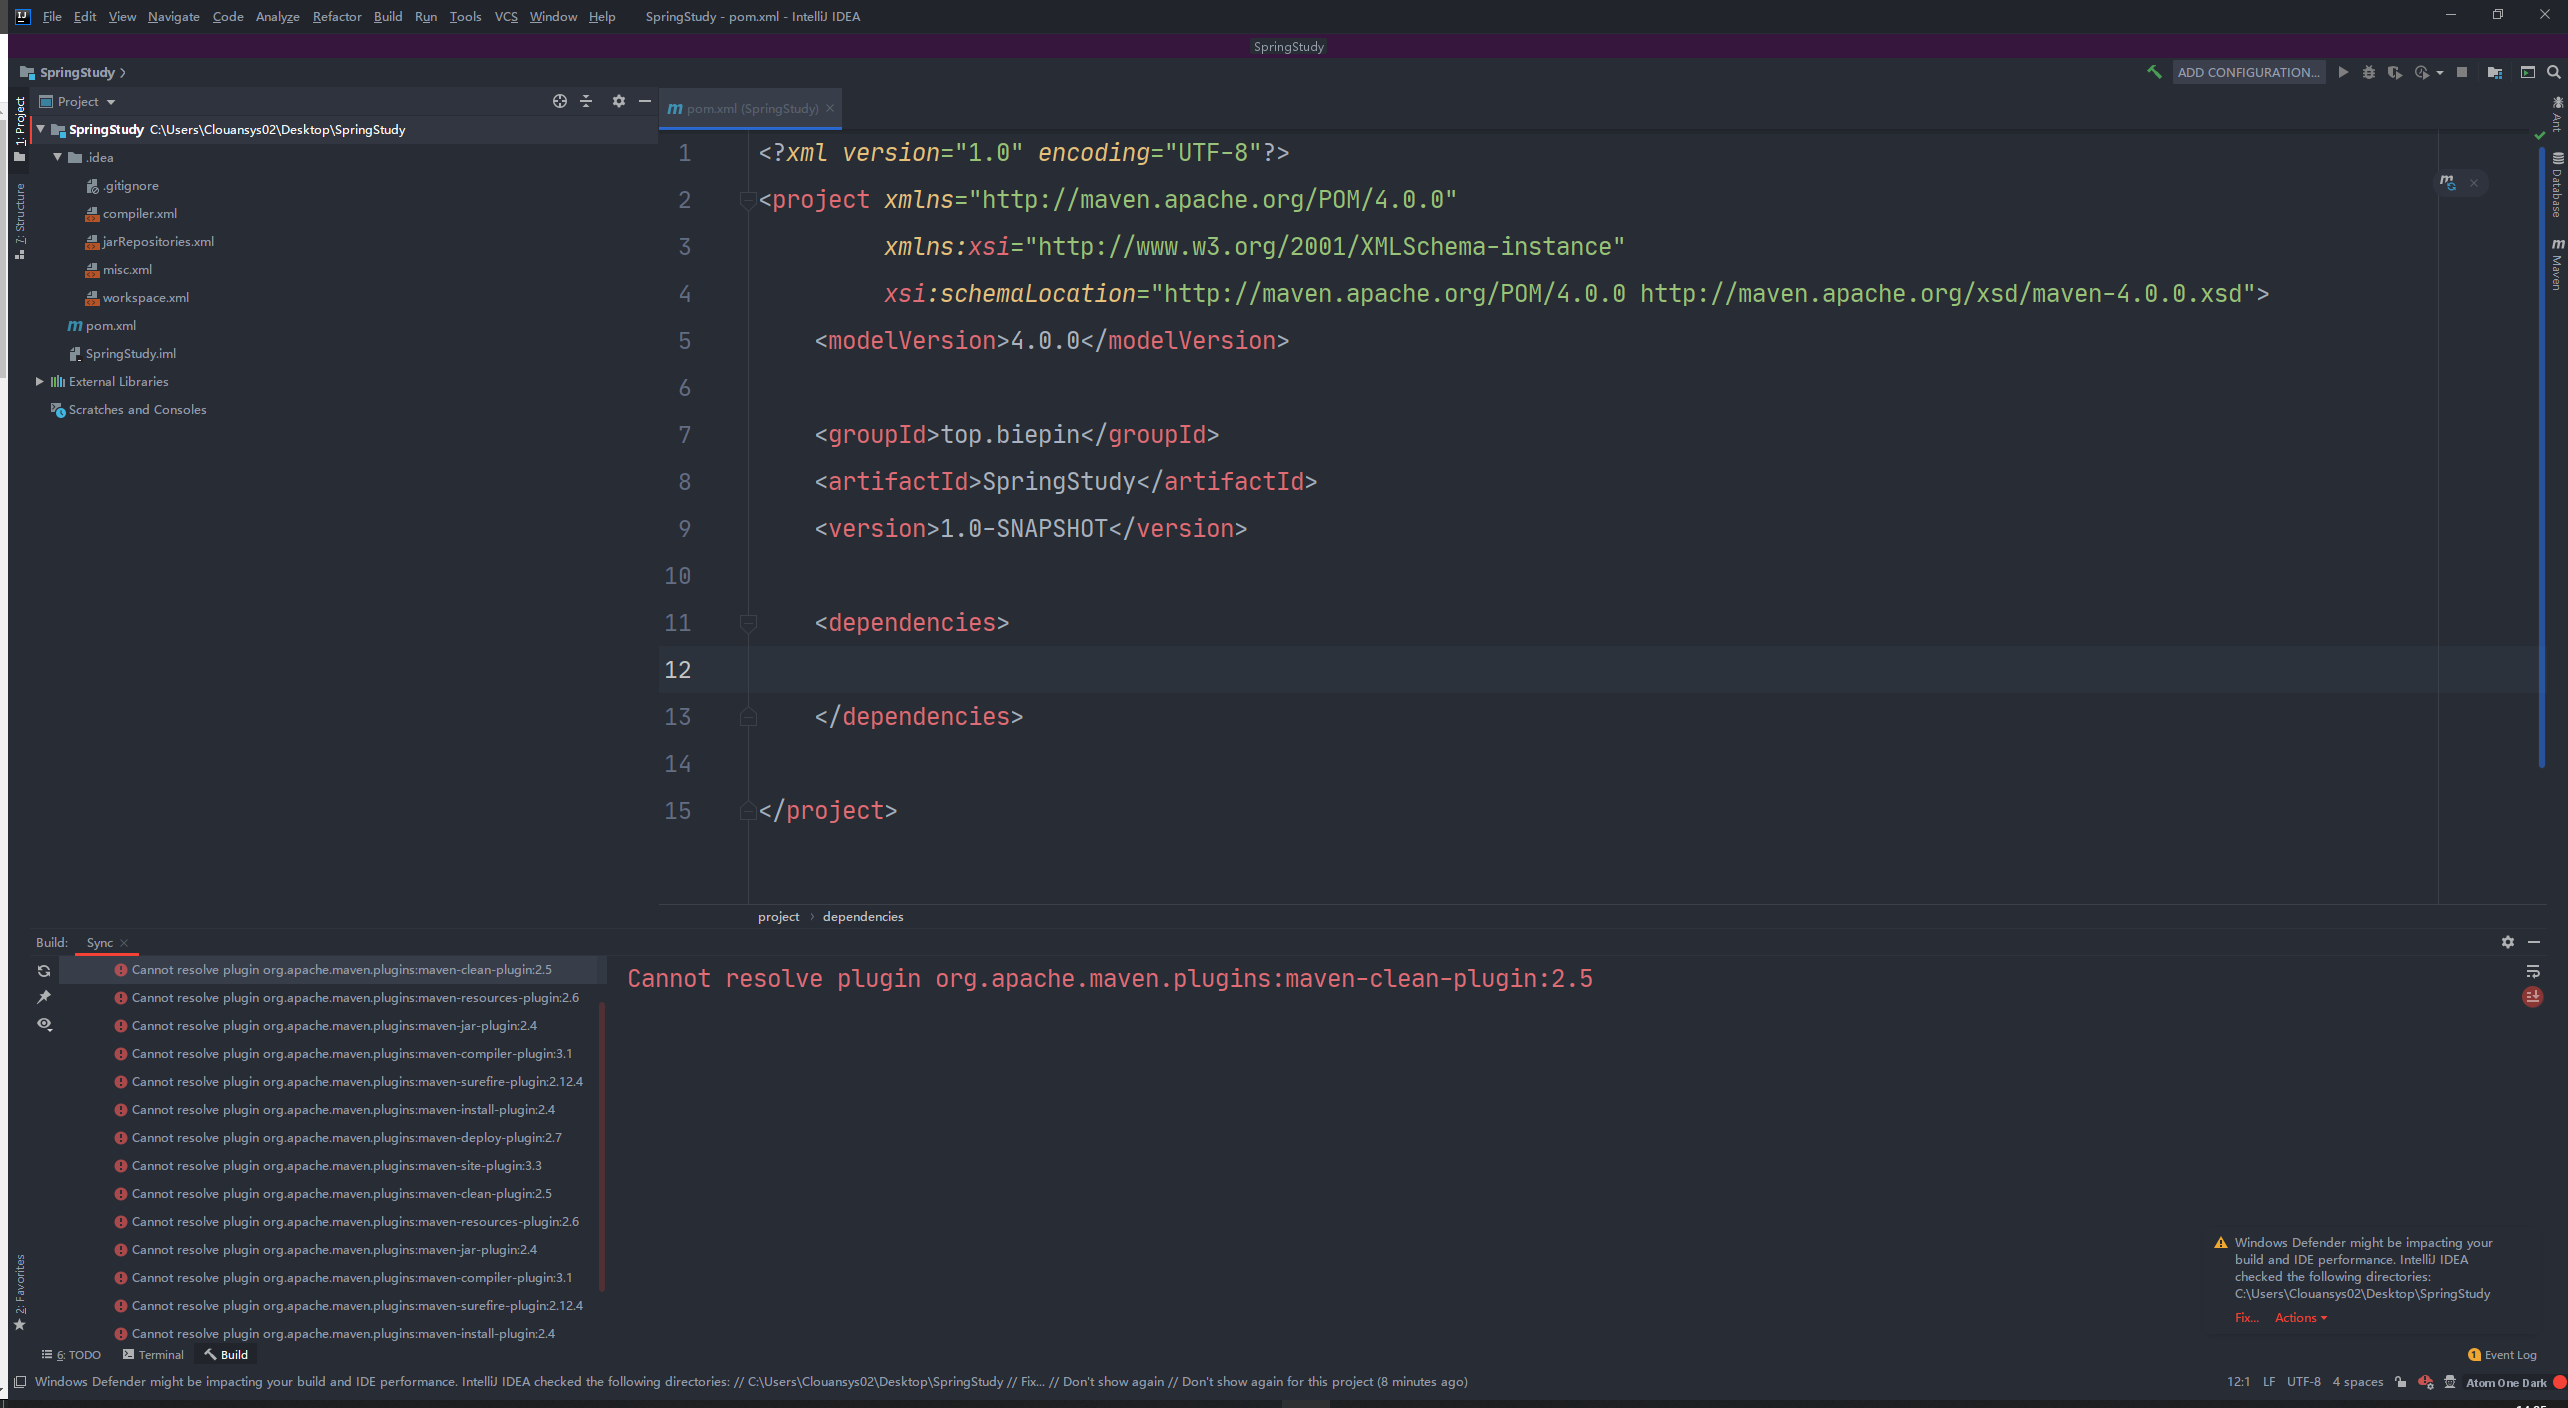 File Edit View Navigate Code Analyze Refactor Build Run Tools VCS Window Help SpringStudy - pom.xml - IntelliJ IDEA
SpringStudy
SpringStudy
ADD CONFIGURATION...
Project
pom.xml (SpringStudy)
1: Project
7: Structure
2: Favorites
Ant
Database
Maven
SpringStudy C:\Users\Clouansys02\Desktop\SpringStudy
.idea
.gitignore
compiler.xml
jarRepositories.xml
misc.xml
workspace.xml
pom.xml
SpringStudy.iml
External Libraries
Scratches and Consoles
1 <?xml version="1.0" encoding="UTF-8"?>
2 <project xmlns="http://maven.apache.org/POM/4.0.0"
3 xmlns:xsi="http://www.w3.org/2001/XMLSchema-instance"
4 xsi:schemaLocation="http://maven.apache.org/POM/4.0.0 http://maven.apache.org/xsd/maven-4.0.0.xsd">
5 <modelVersion>4.0.0</modelVersion>
6
7 <groupId>top.biepin</groupId>
8 <artifactId>SpringStudy</artifactId>
9 <version>1.0-SNAPSHOT</version>
10
11 <dependencies>
12
13 </dependencies>
14
15 </project>
project dependencies
Build: Sync
Cannot resolve plugin org.apache.maven.plugins:maven-clean-plugin:2.5
Cannot resolve plugin org.apache.maven.plugins:maven-resources-plugin:2.6
Cannot resolve plugin org.apache.maven.plugins:maven-jar-plugin:2.4
Cannot resolve plugin org.apache.maven.plugins:maven-compiler-plugin:3.1
Cannot resolve plugin org.apache.maven.plugins:maven-surefire-plugin:2.12.4
Cannot resolve plugin org.apache.maven.plugins:maven-install-plugin:2.4
Cannot resolve plugin org.apache.maven.plugins:maven-deploy-plugin:2.7
Cannot resolve plugin org.apache.maven.plugins:maven-site-plugin:3.3
Cannot resolve plugin org.apache.maven.plugins:maven-clean-plugin:2.5
Cannot resolve plugin org.apache.maven.plugins:maven-resources-plugin:2.6
Cannot resolve plugin org.apache.maven.plugins:maven-jar-plugin:2.4
Cannot resolve plugin org.apache.maven.plugins:maven-compiler-plugin:3.1
Cannot resolve plugin org.apache.maven.plugins:maven-surefire-plugin:2.12.4
Cannot resolve plugin org.apache.maven.plugins:maven-install-plugin:2.4
Cannot resolve plugin org.apache.maven.plugins:maven-clean-plugin:2.5
Windows Defender might be impacting your
build and IDE performance. IntelliJ IDEA
checked the following directories:
C:\Users\Clouansys02\Desktop\SpringStudy
Fix... Actions
6: TODO Terminal Build
1 Event Log
Windows Defender might be impacting your build and IDE performance. IntelliJ IDEA checked the following directories: // C:\Users\Clouansys02\Desktop\SpringStudy // Fix... // Don't show again // Don't show again for this project (8 minutes ago)
12:1 LF UTF-8 4 spaces Atom One Dark